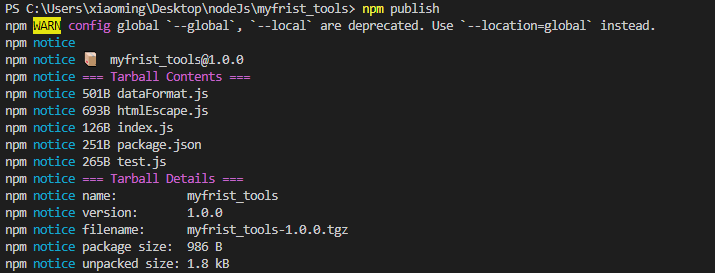 PS C:\Users\xiaoming\Desktop\nodeJs\myfrist_tools> npm publish
npm WARN config global `--global`, `--local` are deprecated. Use `--location=global` instead.
npm notice
npm notice 📦  myfrist_tools@1.0.0
npm notice === Tarball Contents ===
npm notice 501B dataFormat.js
npm notice 693B htmlEscape.js
npm notice 126B index.js
npm notice 251B package.json
npm notice 265B test.js
npm notice === Tarball Details ===
npm notice name:          myfrist_tools
npm notice version:       1.0.0
npm notice filename:      myfrist_tools-1.0.0.tgz
npm notice package size:  986 B
npm notice unpacked size: 1.8 kB